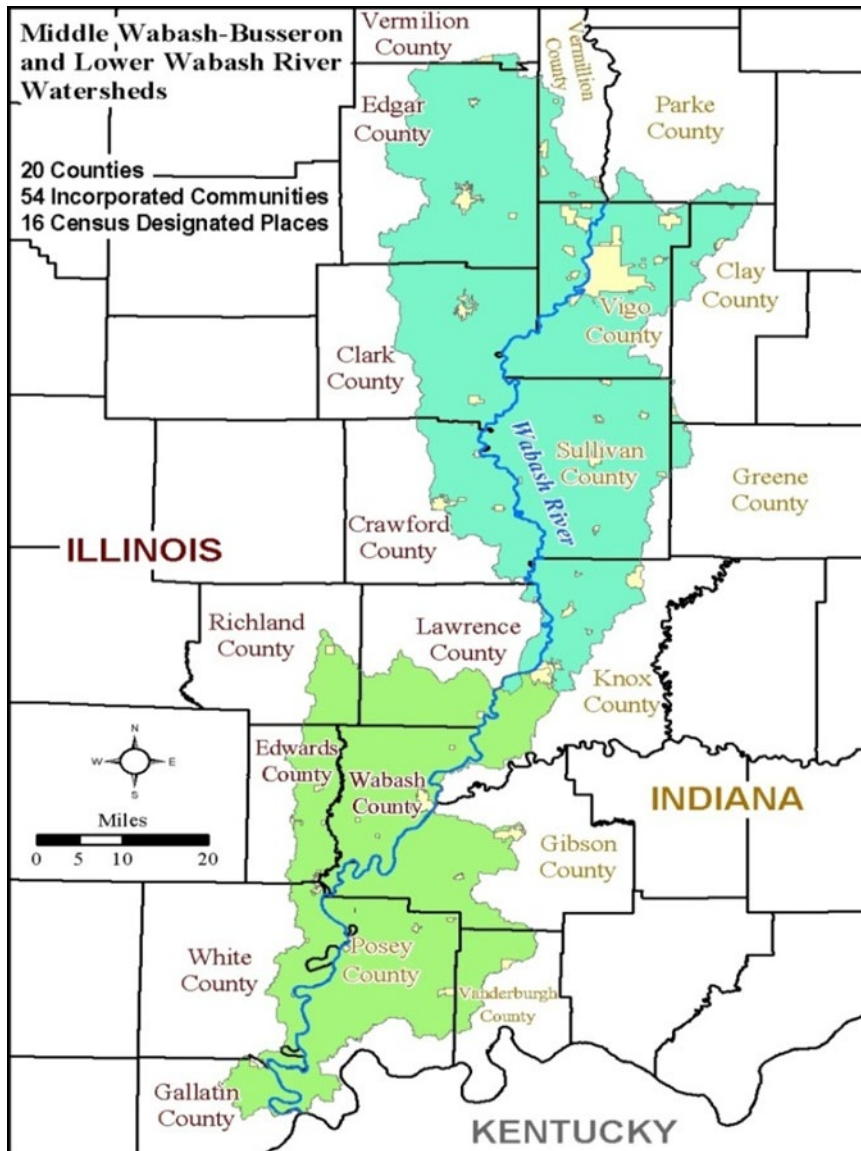 Middle Wabash-Busseron
and Lower Wabash River
Watersheds
20 Counties
54 Incorporated Communities
16 Census Designated Places
Vermilion
County
Vermillion
County
Edgar
County
Parke
County
Clay
County
Vigo
County
Clark
County
Wabash River
Sullivan
County
Greene
County
Crawford
County
ILLINOIS
Richland
County
Lawrence
County
Knox
County
N
W
E
S
Edwards
County
Wabash
County
INDIANA
Miles
0 5 10 20
Gibson
County
White
County
Posey
County
Vanderburgh
County
Gallatin
County
KENTUCKY